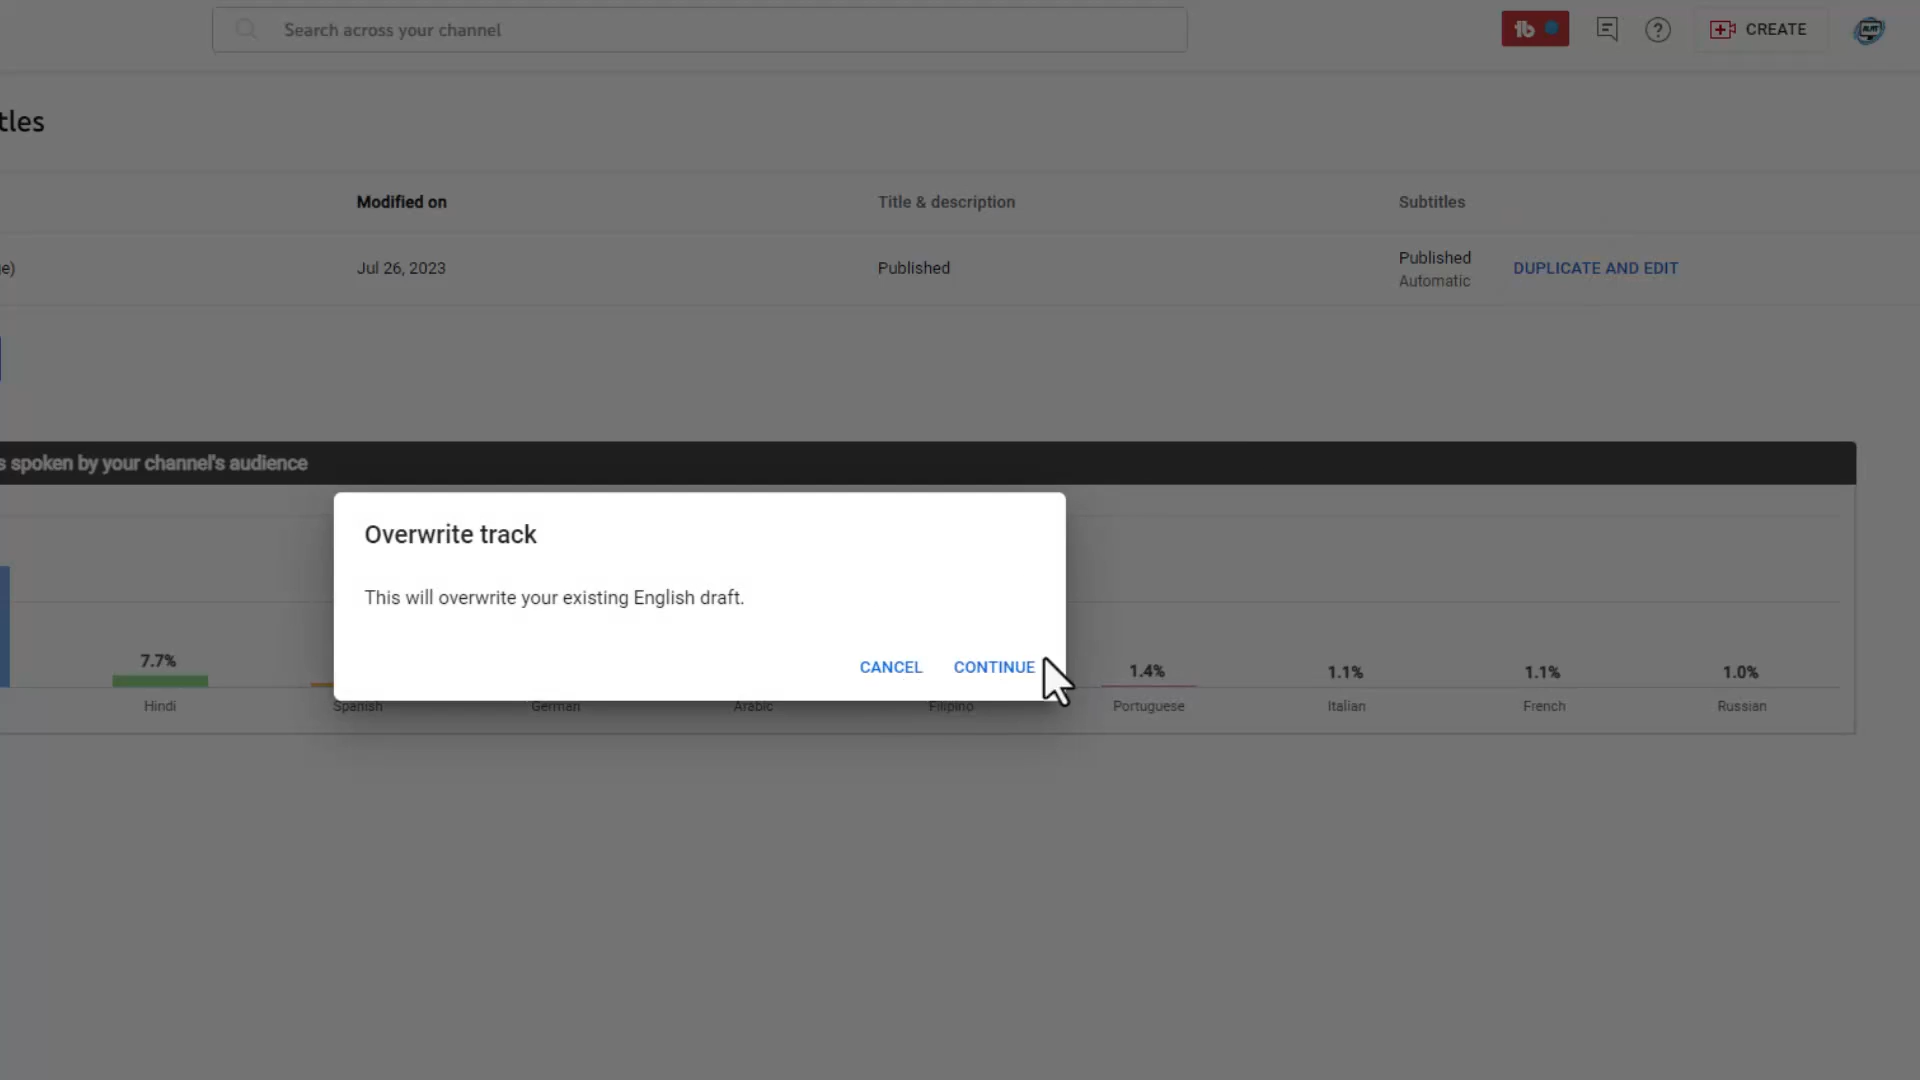 Search across your channel
CREATE
tles
Modified on
Title & description
Subtitles
e)
Jul 26, 2023
Published
Published
Automatic
DUPLICATE AND EDIT
s spoken by your channel's audience
Overwrite track
This will overwrite your existing English draft.
CANCEL
CONTINUE
7.7%
1.4%
1.1%
1.1%
1.0%
Hindi
Spanish
German
Arabic
Filipino
Portuguese
Italian
French
Russian